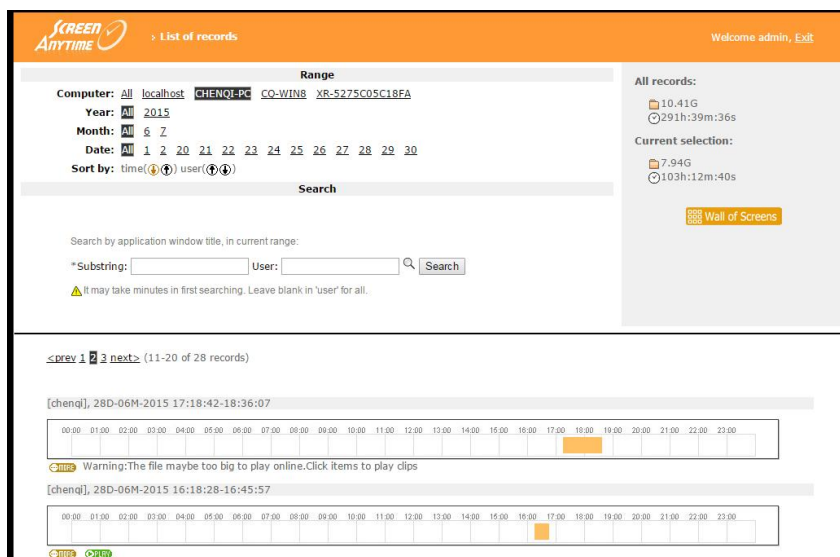 SCREEN
ANYTIME
› List of records
Welcome admin, Exit
Range
Computer: All localhost CHENQI-PC CQ-WIN8 XR-5275C05C18FA
Year: All 2015
Month: All 6 7
Date: All 1 2 20 21 22 23 24 25 26 27 28 29 30
Sort by: time( ) user( )
Search
Search by application window title, in current range:
*Substring: User: Search
It may take minutes in first searching. Leave blank in 'user' for all.
All records:
10.41G
291h:39m:36s
Current selection:
7.94G
103h:12m:40s
Wall of Screens
<prev 1 2 3 next> (11-20 of 28 records)
[chenqi], 28D-06M-2015 17:18:42-18:36:07
00:00 01:00 02:00 03:00 04:00 05:00 06:00 07:00 08:00 09:00 10:00 11:00 12:00 13:00 14:00 15:00 16:00 17:00 18:00 19:00 20:00 21:00 22:00 23:00
MORE Warning:The file maybe too big to play online.Click items to play clips
[chenqi], 28D-06M-2015 16:18:28-16:45:57
00:00 01:00 02:00 03:00 04:00 05:00 06:00 07:00 08:00 09:00 10:00 11:00 12:00 13:00 14:00 15:00 16:00 17:00 18:00 19:00 20:00 21:00 22:00 23:00
MORE PLAY